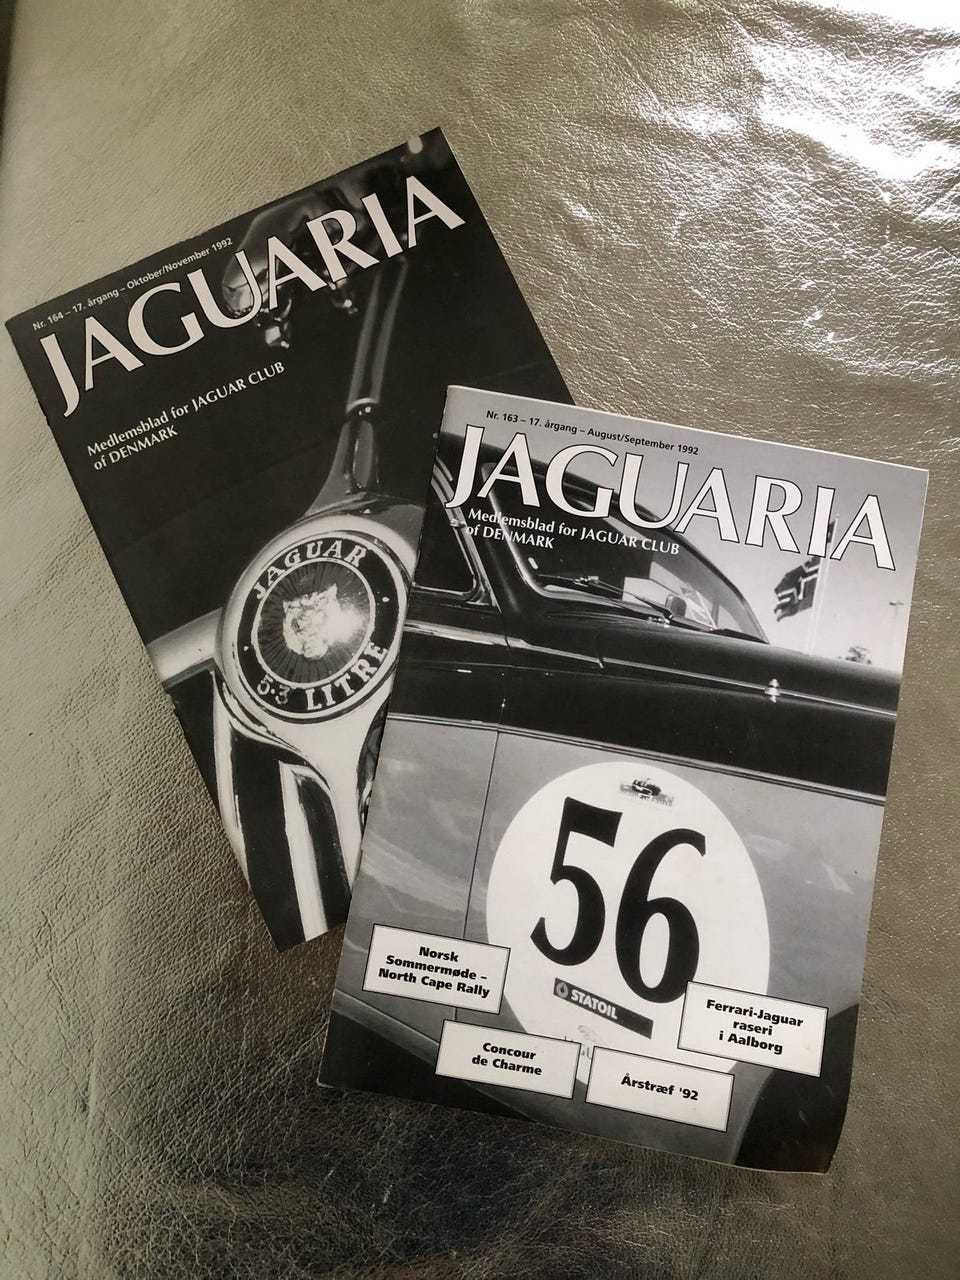 Nr. 164 – 17. årgang – Oktober/November 1992
JAGUARIA
Medlemsblad for JAGUAR CLUB
of DENMARK
JAGUAR
5·3 LITRE
Nr. 163 – 17. årgang – August/September 1992
JAGUARIA
Medlemsblad for JAGUAR CLUB
of DENMARK
56
STATOIL
Norsk
Sommermøde –
North Cape Rally
Ferrari-Jaguar
raseri
i Aalborg
Concour
de Charme
Årstræf '92